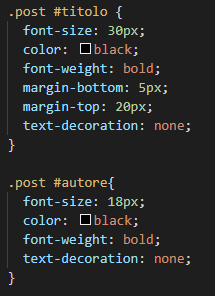 .post #titolo {
font-size: 30px;
color: black;
font-weight: bold;
margin-bottom: 5px;
margin-top: 20px;
text-decoration: none;
}
.post #autore{
font-size: 18px;
color: black;
font-weight: bold;
text-decoration: none;
}